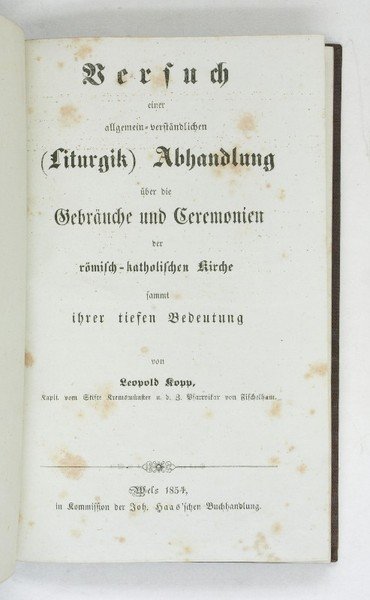 Versuch
einer
allgemein-verständlichen
(Liturgik) Abhandlung
über die
Gebräuche und Ceremonien
der
römisch-katholischen Kirche
sammt
ihrer tiefen Bedeutung
von
Leopold Kopp,
Kapit. vom Stifte Kremsmünster u. d. Z. Pfarrvikar von Fischelham.
Wels 1854,
in Kommission der Joh. Haas'schen Buchhandlung.